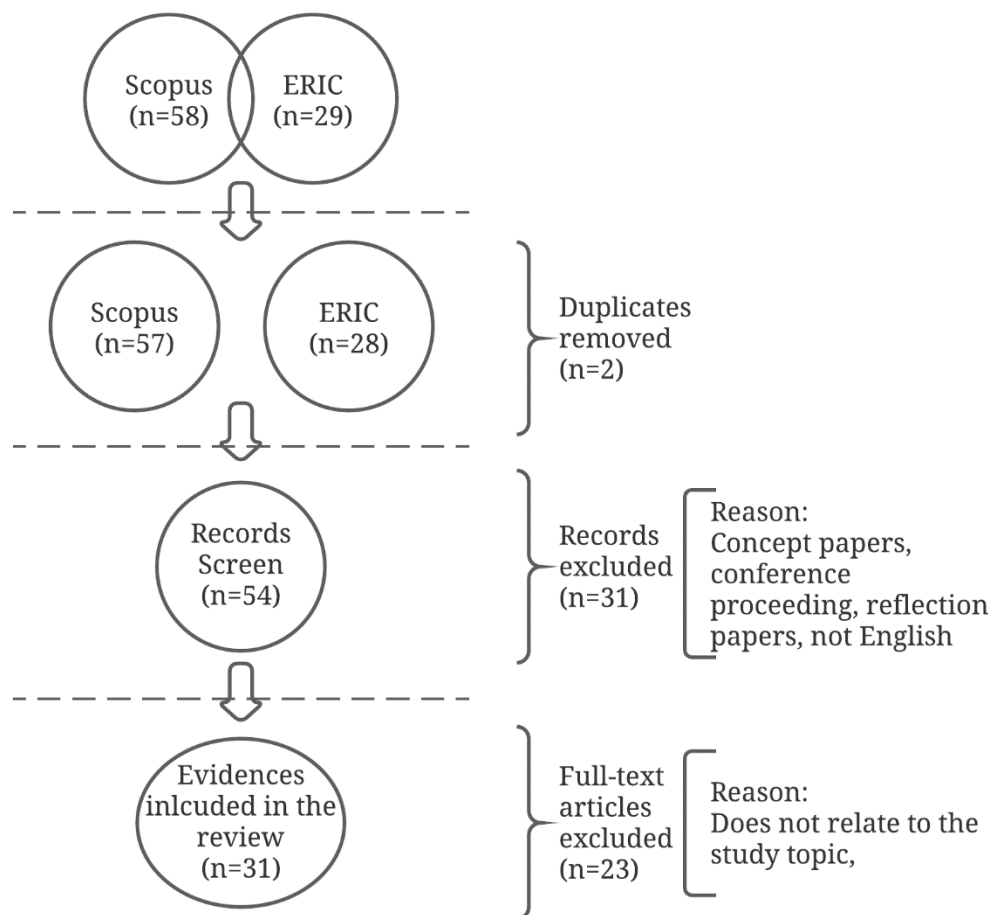 Scopus
(n=58)
ERIC
(n=29)
Scopus
(n=57)
ERIC
(n=28)
Duplicates
removed
(n=2)
Records
Screen
(n=54)
Records
excluded
(n=31)
Reason:
Concept papers,
conference
proceeding, reflection
papers, not English
Evidences
inlcuded in the
review
(n=31)
Full-text
articles
excluded
(n=23)
Reason:
Does not relate to the
study topic,